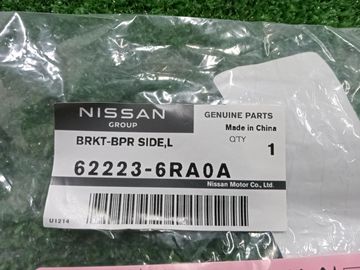 NISSAN
GROUP
GENUINE PARTS
Made in China
BRKT-BPR SIDE,L
QTY
1
62223-6RA0A
Nissan Motor Co., Ltd.
U1214